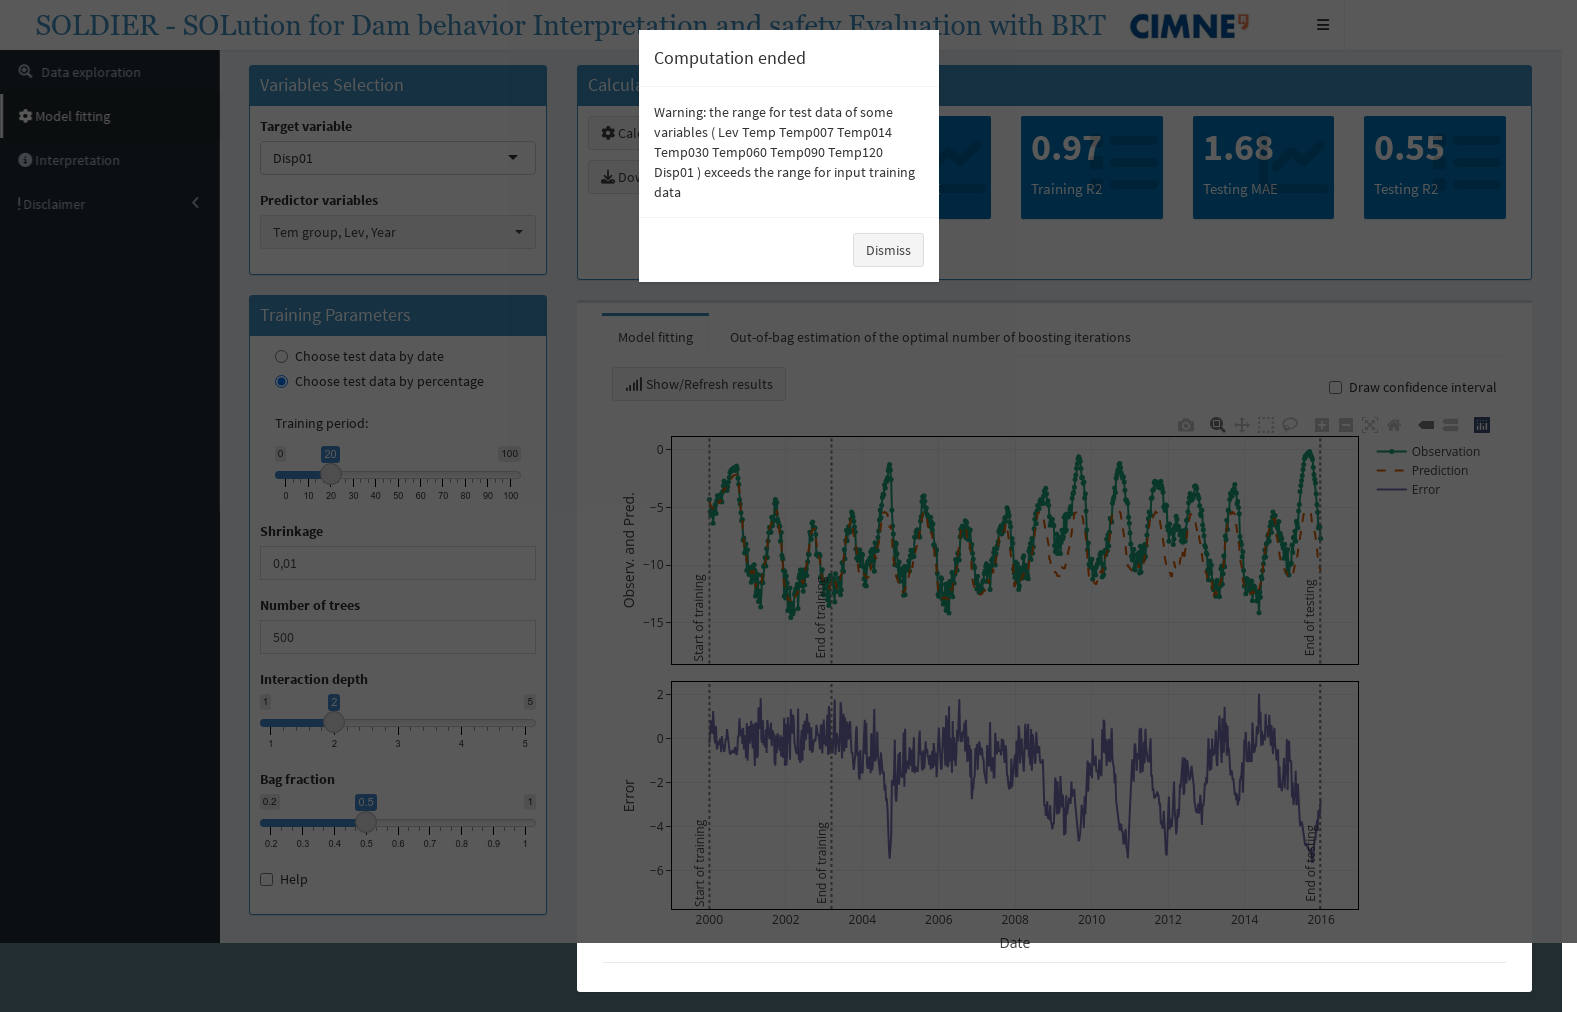 SOLDIER - SOLution for Dam behavior Interpretation and safety Evaluation with BRT
CIMNE
Data exploration
Model fitting
Interpretation
Disclaimer
Variables Selection
Target variable
Disp01
Predictor variables
Tem group, Lev, Year
Training Parameters
Choose test data by date
Choose test data by percentage
Training period:
0 20 100
0 10 20 30 40 50 60 70 80 90 100
Shrinkage
0,01
Number of trees
500
Interaction depth
1 2 5
1 2 3 4 5
Bag fraction
0.2 0.5 1
0.2 0.3 0.4 0.5 0.6 0.7 0.8 0.9 1
Help
Computation ended
Warning: the range for test data of some
variables ( Lev Temp Temp007 Temp014
Temp030 Temp060 Temp090 Temp120
Disp01 ) exceeds the range for input training
data
Dismiss
0.97
Training R2
1.68
Testing MAE
0.55
Testing R2
Model fitting
Out-of-bag estimation of the optimal number of boosting iterations
Show/Refresh results
Draw confidence interval
Observation
Prediction
Error
Observ. and Pred.
0
−5
−10
−15
Start of training
End of training
End of testing
Error
2
0
−2
−4
−6
Start of training
End of training
End of testing
2000 2002 2004 2006 2008 2010 2012 2014 2016
Date